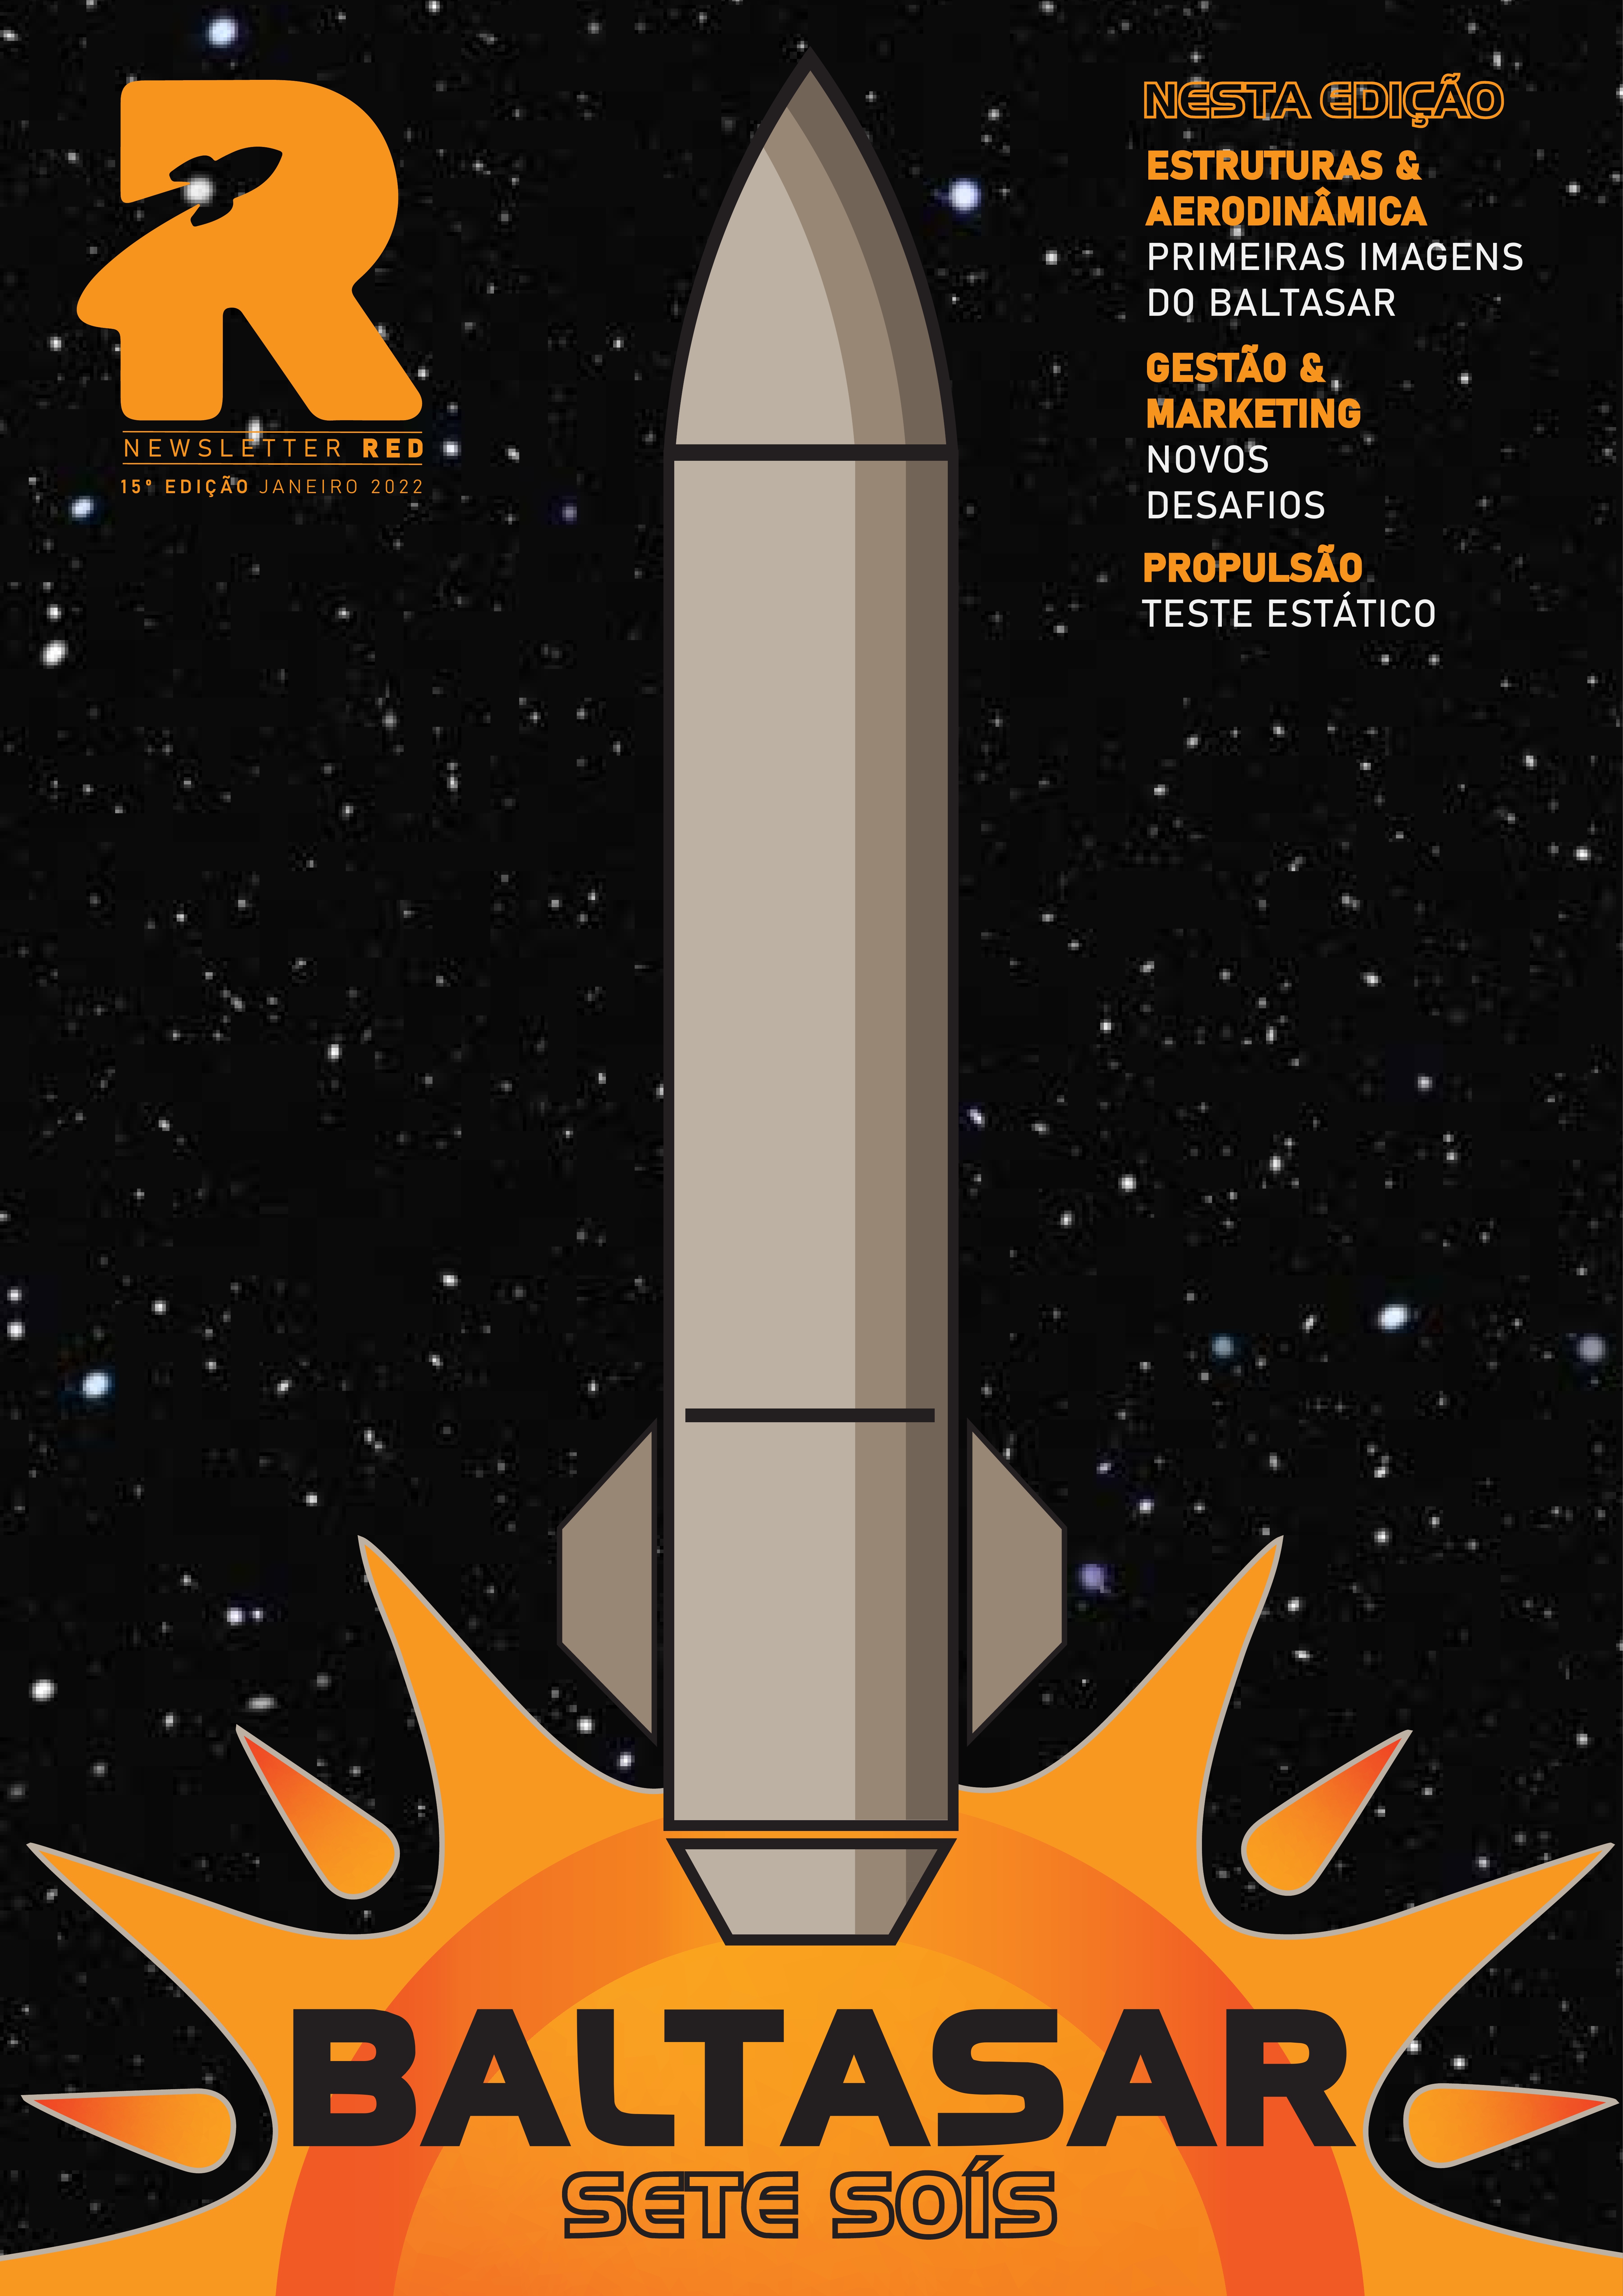 R
NEWSLETTER RED
15º EDIÇÃO JANEIRO 2022
NESTA EDIÇÃO
ESTRUTURAS &
AERODINÂMICA
PRIMEIRAS IMAGENS
DO BALTASAR
GESTÃO &
MARKETING
NOVOS
DESAFIOS
PROPULSÃO
TESTE ESTÁTICO
BALTASAR
SETE SOÍS